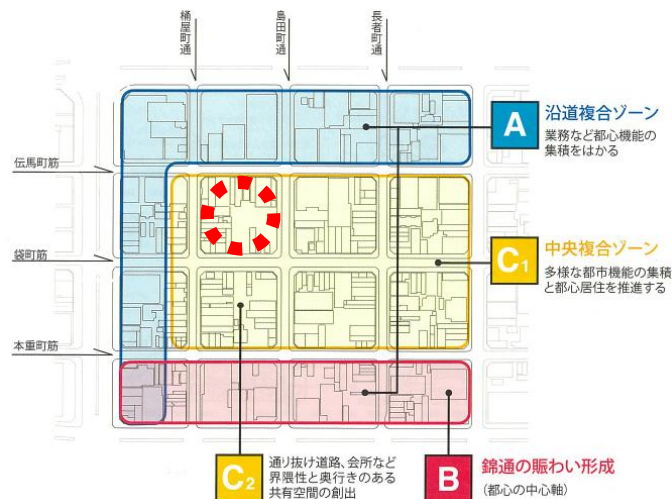 桶屋町通
島田町通
長者町通
A
沿道複合ゾーン
業務など都心機能の
集積をはかる
伝馬町筋
袋町筋
C1
中央複合ゾーン
多様な都市機能の集積
と都心居住を推進する
本重町筋
C2
通り抜け道路、会所など
界隈性と奥行きのある
共有空間の創出
B
錦通の賑わい形成
(都心の中心軸)